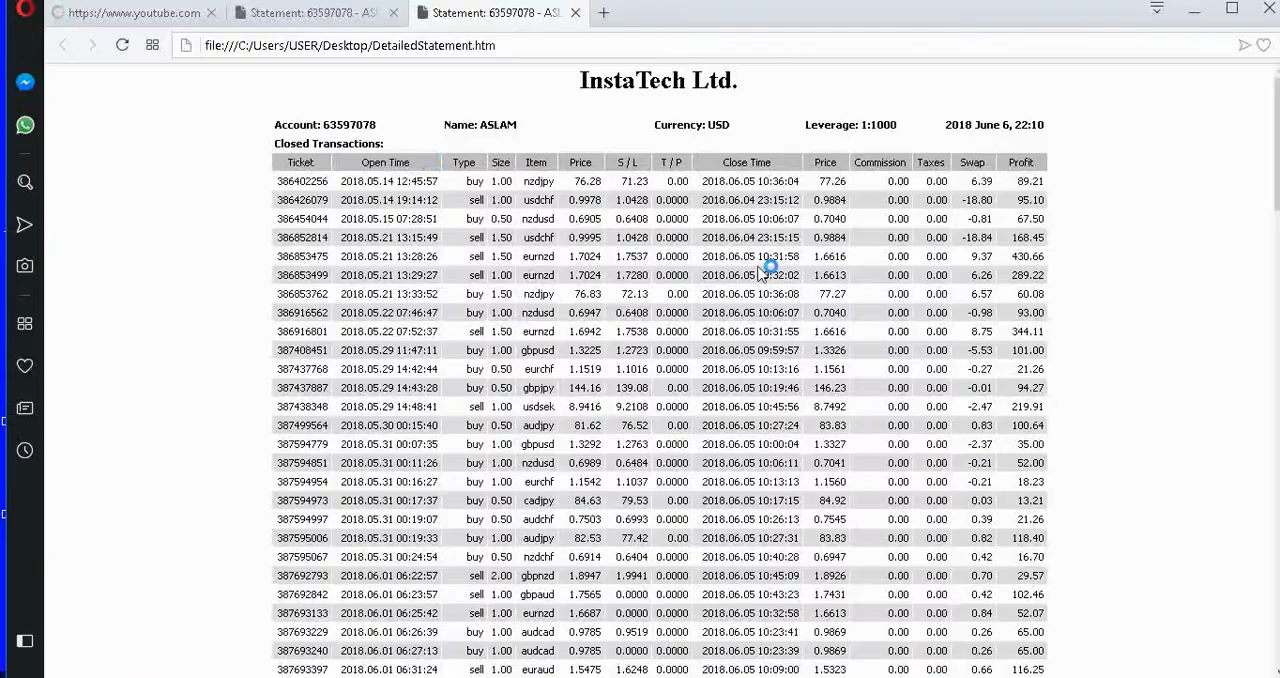 https://www.youtube.com
Statement: 63597078 - ASL
Statement: 63597078 - ASL
file:///C:/Users/USER/Desktop/DetailedStatement.htm
InstaTech Ltd.
Account: 63597078 Name: ASLAM Currency: USD Leverage: 1:1000 2018 June 6, 22:10
Closed Transactions:
Ticket Open Time Type Size Item Price S / L T / P Close Time Price Commission Taxes Swap Profit
386402256 2018.05.14 12:45:57 buy 1.00 nzdjpy 76.28 71.23 0.00 2018.06.05 10:36:04 77.26 0.00 0.00 6.39 89.21
386426079 2018.05.14 19:14:12 sell 1.00 usdchf 0.9978 1.0428 0.0000 2018.06.04 23:15:12 0.9884 0.00 0.00 -18.80 95.10
386454044 2018.05.15 07:28:51 buy 0.50 nzdusd 0.6905 0.6408 0.0000 2018.06.05 10:06:07 0.7040 0.00 0.00 -0.81 67.50
386852814 2018.05.21 13:15:49 sell 1.50 usdchf 0.9995 1.0428 0.0000 2018.06.04 23:15:15 0.9884 0.00 0.00 -18.84 168.45
386853475 2018.05.21 13:28:26 sell 1.50 eurnzd 1.7024 1.7537 0.0000 2018.06.05 10:31:58 1.6616 0.00 0.00 9.37 430.66
386853499 2018.05.21 13:29:27 sell 1.00 eurnzd 1.7024 1.7280 0.0000 2018.06.05 :32:02 1.6613 0.00 0.00 6.26 289.22
386853762 2018.05.21 13:33:52 buy 1.50 nzdjpy 76.83 72.13 0.00 2018.06.05 10:36:08 77.27 0.00 0.00 6.57 60.08
386916562 2018.05.22 07:46:47 buy 1.00 nzdusd 0.6947 0.6408 0.0000 2018.06.05 10:06:07 0.7040 0.00 0.00 -0.98 93.00
386916801 2018.05.22 07:52:37 sell 1.50 eurnzd 1.6942 1.7538 0.0000 2018.06.05 10:31:55 1.6616 0.00 0.00 8.75 344.11
387408451 2018.05.29 11:47:11 buy 1.00 gbpusd 1.3225 1.2723 0.0000 2018.06.05 09:59:57 1.3326 0.00 0.00 -5.53 101.00
387437768 2018.05.29 14:42:44 buy 0.50 eurchf 1.1519 1.1016 0.0000 2018.06.05 10:13:16 1.1561 0.00 0.00 -0.27 21.26
387437887 2018.05.29 14:43:28 buy 0.50 gbpjpy 144.16 139.08 0.00 2018.06.05 10:19:46 146.23 0.00 0.00 -0.01 94.27
387438348 2018.05.29 14:48:41 sell 1.00 usdsek 8.9416 9.2108 0.0000 2018.06.05 10:45:56 8.7492 0.00 0.00 -2.47 219.91
387499564 2018.05.30 00:15:40 buy 0.50 audjpy 81.62 76.52 0.00 2018.06.05 10:27:24 83.83 0.00 0.00 0.83 100.64
387594779 2018.05.31 00:07:35 buy 1.00 gbpusd 1.3292 1.2763 0.0000 2018.06.05 10:00:04 1.3327 0.00 0.00 -2.37 35.00
387594851 2018.05.31 00:11:26 buy 1.00 nzdusd 0.6989 0.6484 0.0000 2018.06.05 10:06:11 0.7041 0.00 0.00 -0.21 52.00
387594954 2018.05.31 00:16:27 buy 1.00 eurchf 1.1542 1.1037 0.0000 2018.06.05 10:13:13 1.1560 0.00 0.00 -0.21 18.23
387594973 2018.05.31 00:17:37 buy 0.50 cadjpy 84.63 79.53 0.00 2018.06.05 10:17:15 84.92 0.00 0.00 0.03 13.21
387594997 2018.05.31 00:19:07 buy 0.50 audchf 0.7503 0.6993 0.0000 2018.06.05 10:26:13 0.7545 0.00 0.00 0.39 21.26
387595006 2018.05.31 00:19:33 buy 1.00 audjpy 82.53 77.42 0.00 2018.06.05 10:27:31 83.83 0.00 0.00 0.82 118.40
387595067 2018.05.31 00:24:54 buy 0.50 nzdchf 0.6914 0.6404 0.0000 2018.06.05 10:40:28 0.6947 0.00 0.00 0.42 16.70
387692793 2018.06.01 06:22:57 sell 2.00 gbpnzd 1.8947 1.9941 0.0000 2018.06.05 10:45:09 1.8926 0.00 0.00 0.70 29.57
387692842 2018.06.01 06:23:57 sell 1.00 gbpaud 1.7565 0.0000 0.0000 2018.06.05 10:43:23 1.7431 0.00 0.00 0.42 102.46
387693133 2018.06.01 06:25:42 sell 1.00 eurnzd 1.6687 0.0000 0.0000 2018.06.05 10:32:58 1.6613 0.00 0.00 0.84 52.07
387693229 2018.06.01 06:26:39 buy 1.00 audcad 0.9785 0.9519 0.0000 2018.06.05 10:23:41 0.9869 0.00 0.00 0.26 65.00
387693240 2018.06.01 06:27:13 buy 1.00 audcad 0.9785 0.0000 0.0000 2018.06.05 10:23:39 0.9869 0.00 0.00 0.26 65.00
387693397 2018.06.01 06:31:24 sell 1.00 euraud 1.5475 1.6248 0.0000 2018.06.05 10:09:00 1.5323 0.00 0.00 0.66 116.25